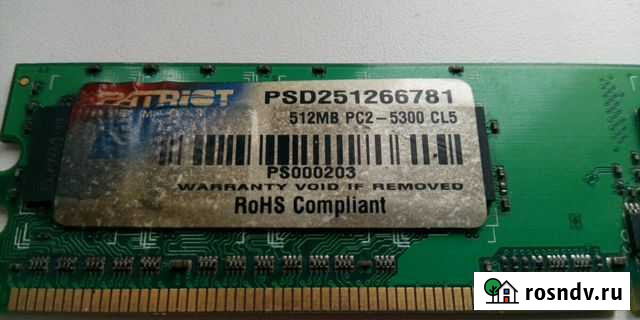 PATRIOT
PSD251266781
512MB PC2-5300 CL5
PS000203
WARRANTY VOID IF REMOVED
RoHS Compliant
rosndv.ru